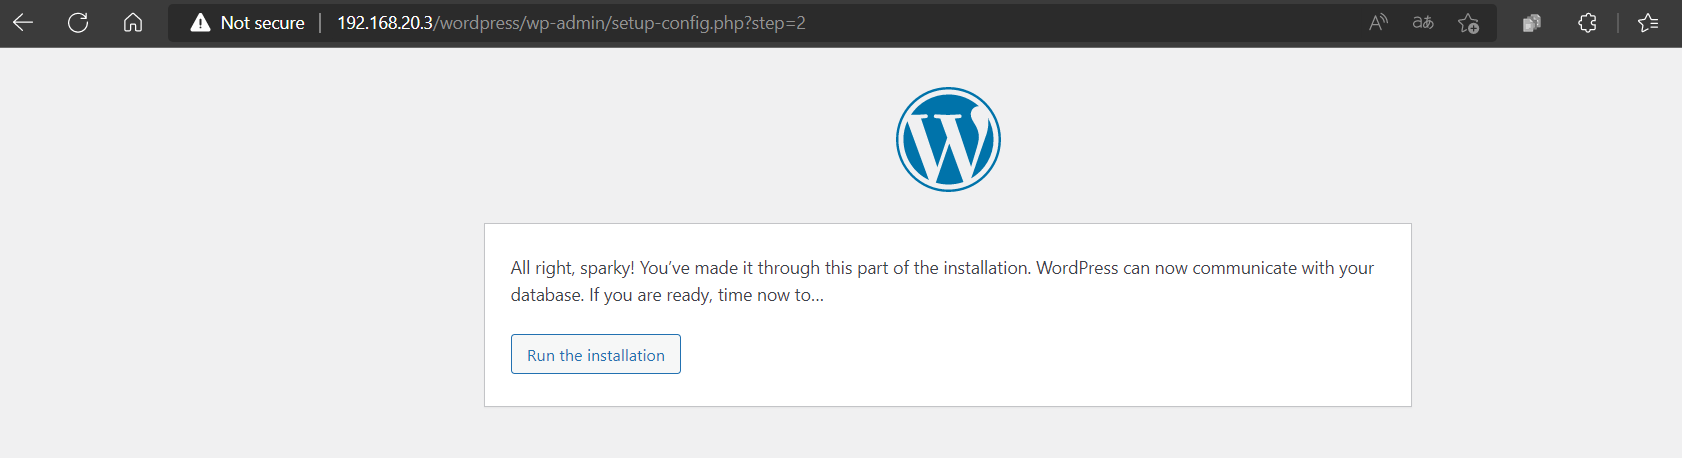 Not secure | 192.168.20.3/wordpress/wp-admin/setup-config.php?step=2
All right, sparky! You’ve made it through this part of the installation. WordPress can now communicate with your
database. If you are ready, time now to…
Run the installation